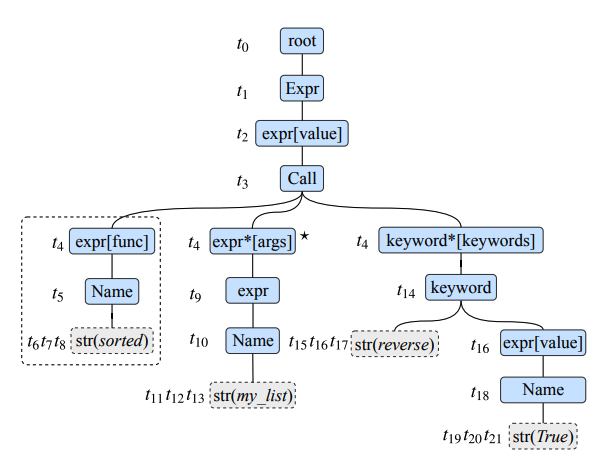 t0 root
t1 Expr
t2 expr[value]
t3 Call
t4 expr[func] t4 expr*[args] ⋆ t4 keyword*[keywords]
t5 Name t9 expr t14 keyword
t6t7t8 str(sorted) t10 Name t15t16t17 str(reverse) t16 expr[value]
t11t12t13 str(my_list) t18 Name
t19t20t21 str(True)